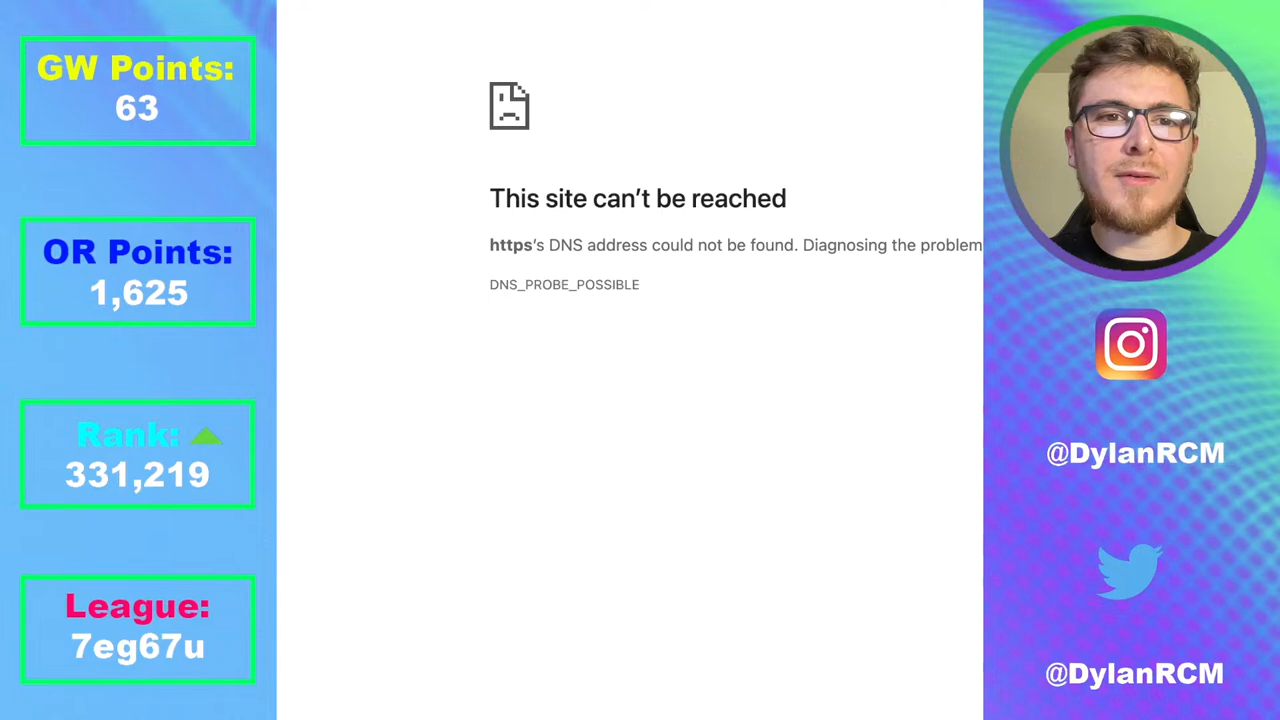 GW Points:
63
OR Points:
1,625
Rank:
331,219
League:
7eg67u
This site can’t be reached
https’s DNS address could not be found. Diagnosing the problem
DNS_PROBE_POSSIBLE
@DylanRCM
@DylanRCM